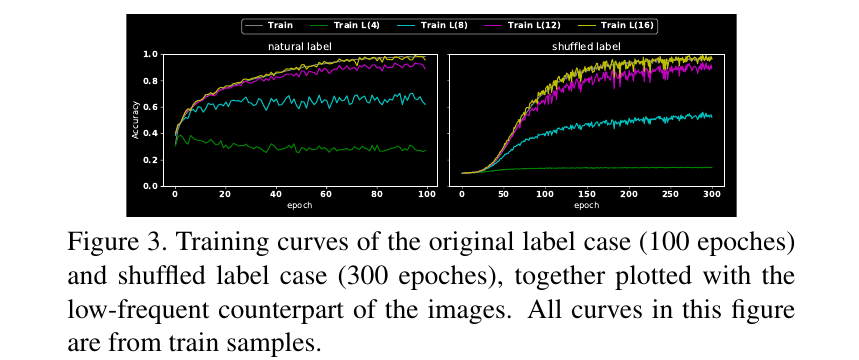 Train Train L(4) Train L(8) Train L(12) Train L(16)
natural label shuffled label
1.0
0.8
0.6
0.4
0.2
0.0
Accuracy
0 20 40 60 80 100
0 50 100 150 200 250 300
epoch epoch
Figure 3. Training curves of the original label case (100 epoches)
and shuffled label case (300 epoches), together plotted with the
low-frequent counterpart of the images. All curves in this figure
are from train samples.